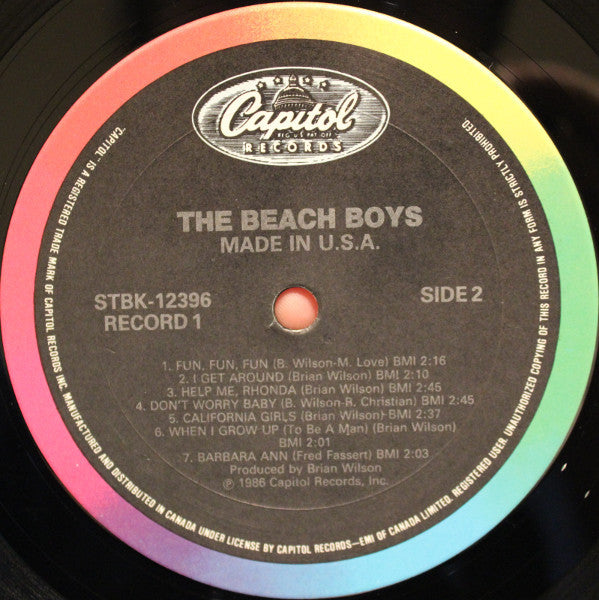 Capitol
REG. U.S. PAT. OFF.
RECORDS
THE BEACH BOYS
MADE IN U.S.A.
STBK-12396
RECORD 1
SIDE 2
1. FUN, FUN, FUN (B. Wilson-M. Love) BMI 2:16
2. I GET AROUND (Brian Wilson) BMI 2:10
3. HELP ME, RHONDA (Brian Wilson) BMI 2:45
4. DON'T WORRY BABY (B. Wilson-R. Christian) BMI 2:45
5. CALIFORNIA GIRLS (Brian Wilson) BMI 2:37
6. WHEN I GROW UP (To Be A Man) (Brian Wilson)
BMI 2:01
7. BARBARA ANN (Fred Fassert) BMI 2:03
Produced by Brian Wilson
℗ 1986 Capitol Records, Inc.
"CAPITOL" IS A REGISTERED TRADE MARK OF CAPITOL RECORDS INC. MANUFACTURED AND DISTRIBUTED IN CANADA UNDER LICENSE BY CAPITOL RECORDS—EMI OF CANADA LIMITED. REGISTERED USER. UNAUTHORIZED COPYING OF THIS RECORD IN ANY FORM IS STRICTLY PROHIBITED.